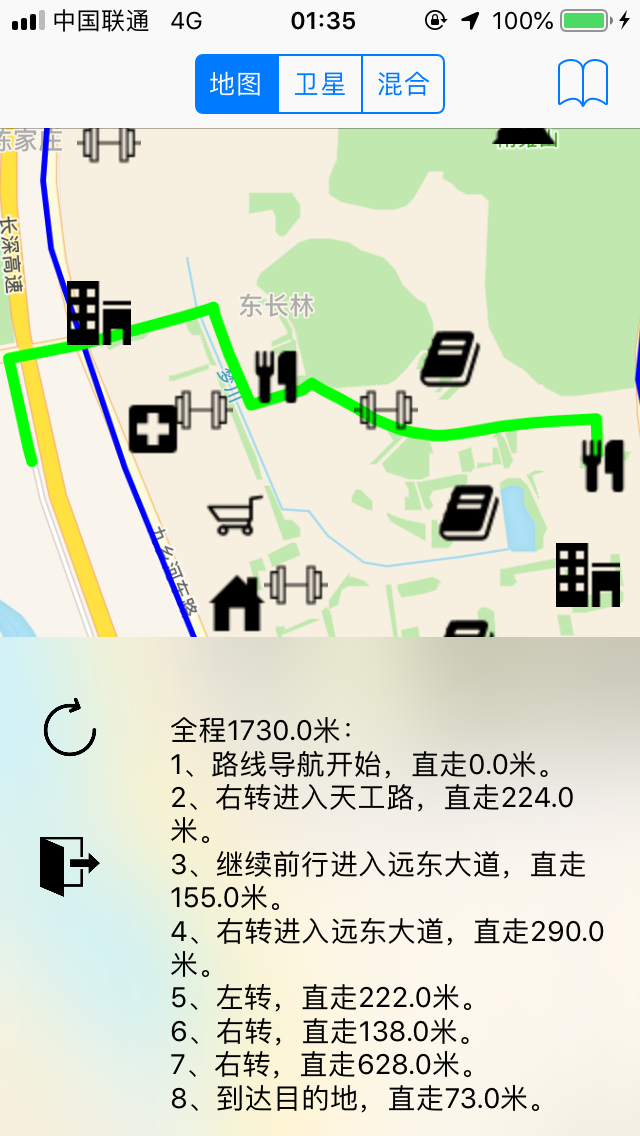 中国联通 4G 01:35 100%
地图 卫星 混合
陈家庄
长深高速
东长林
梦川
九乡河东路
全程1730.0米：
1、路线导航开始，直走0.0米。
2、右转进入天工路，直走224.0
米。
3、继续前行进入远东大道，直走
155.0米。
4、右转进入远东大道，直走290.0
米。
5、左转，直走222.0米。
6、右转，直走138.0米。
7、右转，直走628.0米。
8、到达目的地，直走73.0米。